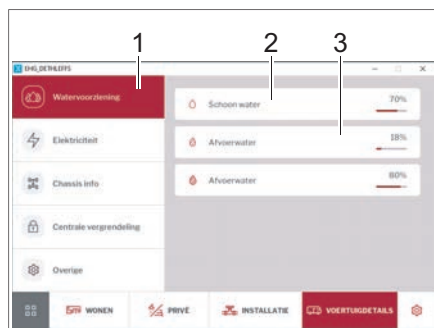 1 2 3
EHG_DETHLEFFS
Watervoorziening
Schoon water 70%
Elektriciteit
Afvoerwater 18%
Chassis info
Afvoerwater 80%
Centrale vergrendeling
Overige
WONEN PRIVÉ INSTALLATIE VOERTUIGDETAILS